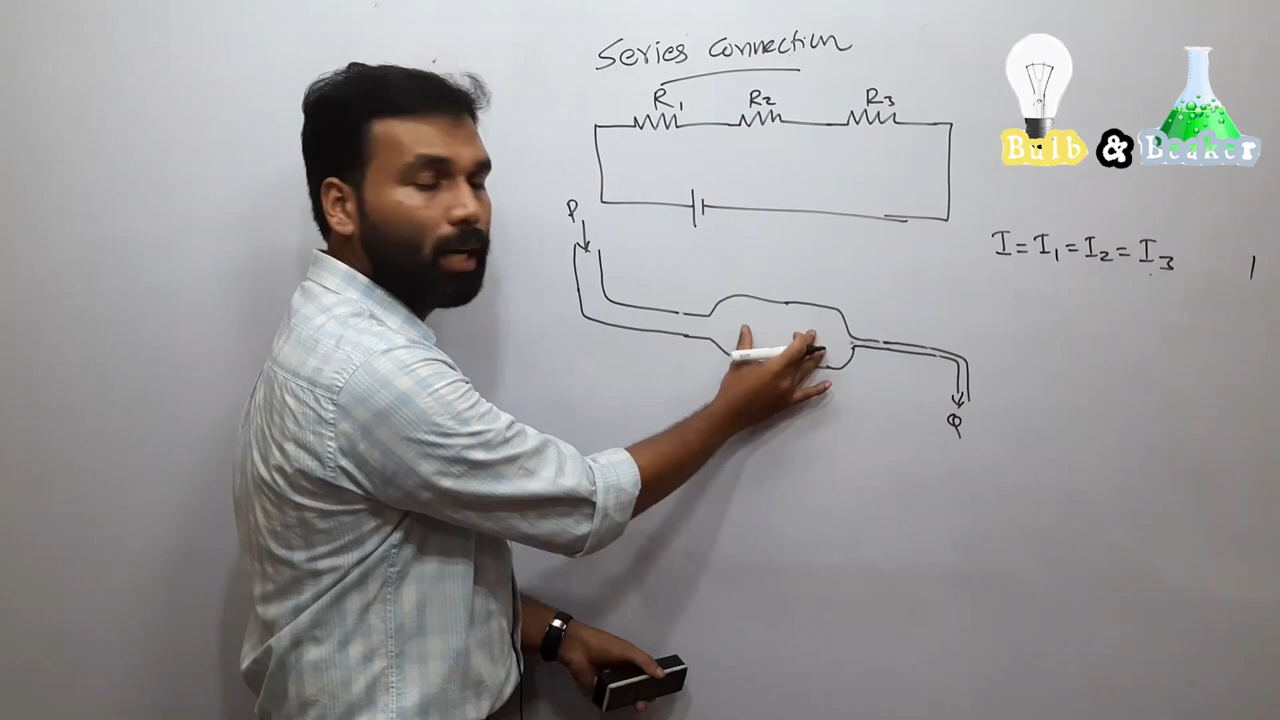 Series Connection
R1 R2 R3
P
I = I1 = I2 = I3
Q
Bulb & Beaker